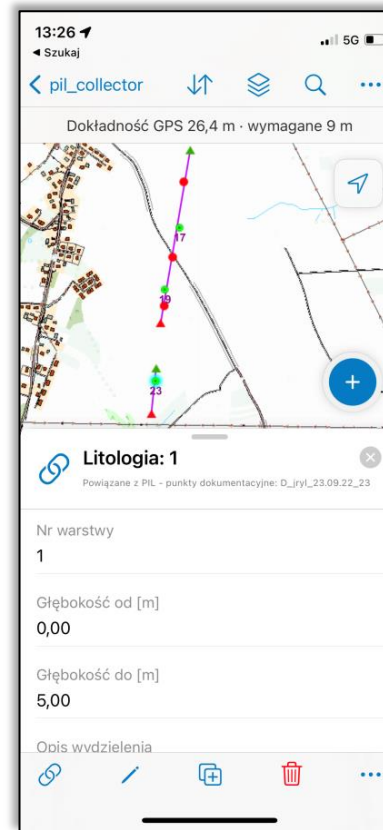 13:26
5G
◀ Szukaj
pil_collector
Dokładność GPS 26,4 m · wymagane 9 m
17
19
23
Litologia: 1
Powiązane z PIL - punkty dokumentacyjne: D_jryl_23.09.22_23
Nr warstwy
1
Głębokość od [m]
0,00
Głębokość do [m]
5,00
Opis wydzielenia